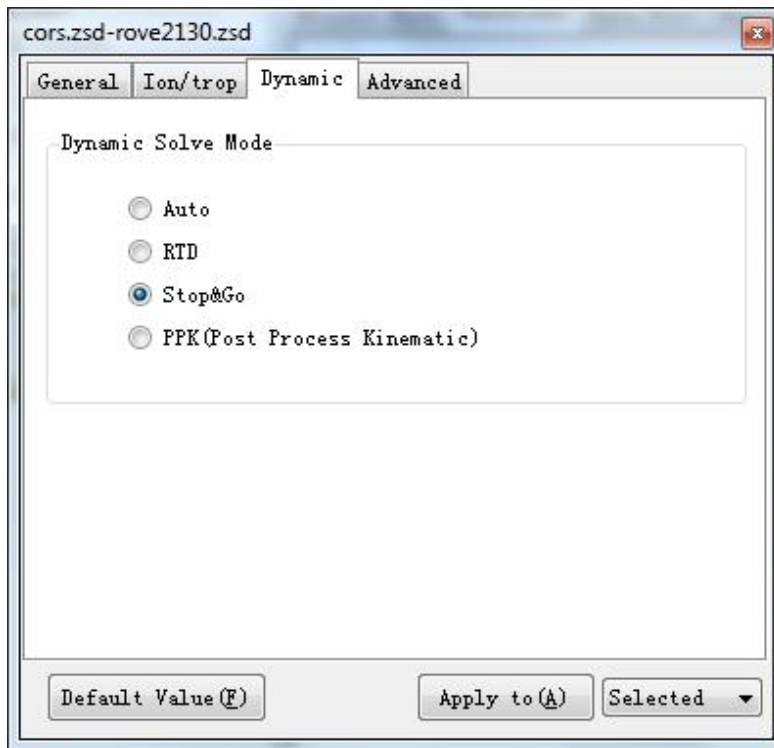 cors.zsd-rove2130.zsd
General Ion/trop Dynamic Advanced
Dynamic Solve Mode
Auto
RTD
Stop&Go
PPK(Post Process Kinematic)
Default Value(F) Apply to(A) Selected